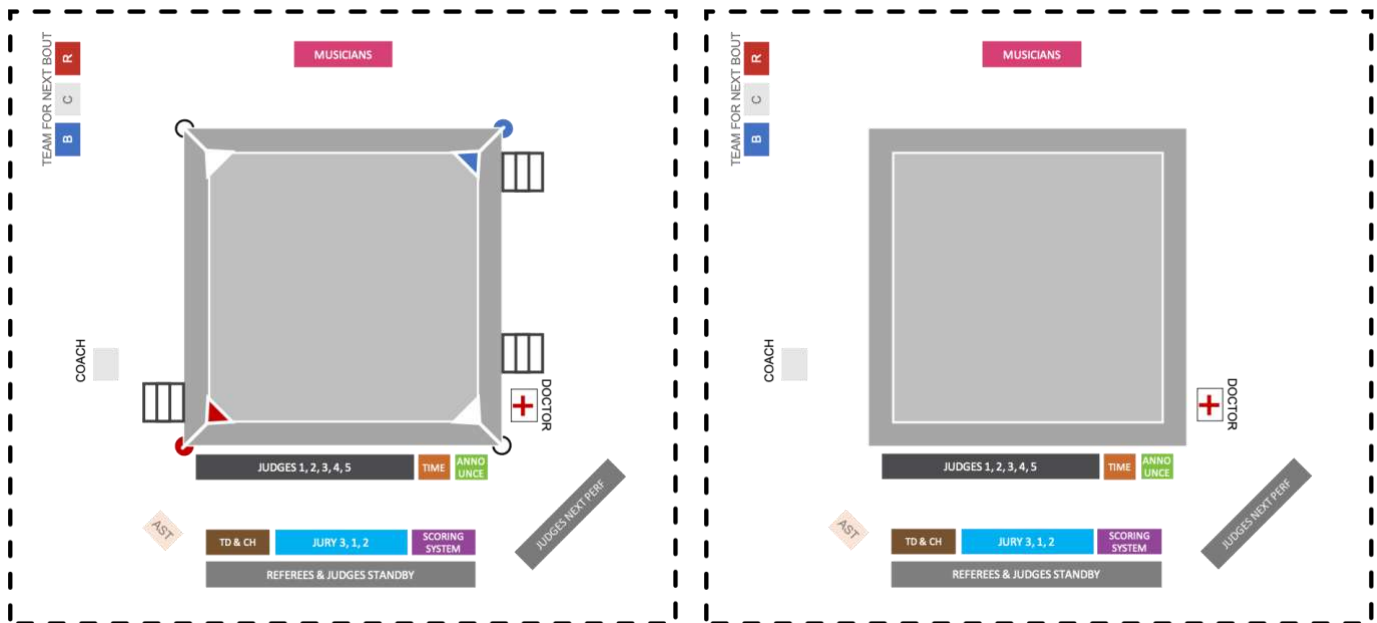 TEAM FOR NEXT BOUT
R
C
B
MUSICIANS
COACH
DOCTOR
JUDGES 1, 2, 3, 4, 5
TIME
ANNO
UNCE
AST
TD & CH
JURY 3, 1, 2
SCORING
SYSTEM
JUDGES NEXT PERF
REFEREES & JUDGES STANDBY
TEAM FOR NEXT BOUT
R
C
B
MUSICIANS
COACH
DOCTOR
JUDGES 1, 2, 3, 4, 5
TIME
ANNO
UNCE
AST
TD & CH
JURY 3, 1, 2
SCORING
SYSTEM
JUDGES NEXT PERF
REFEREES & JUDGES STANDBY